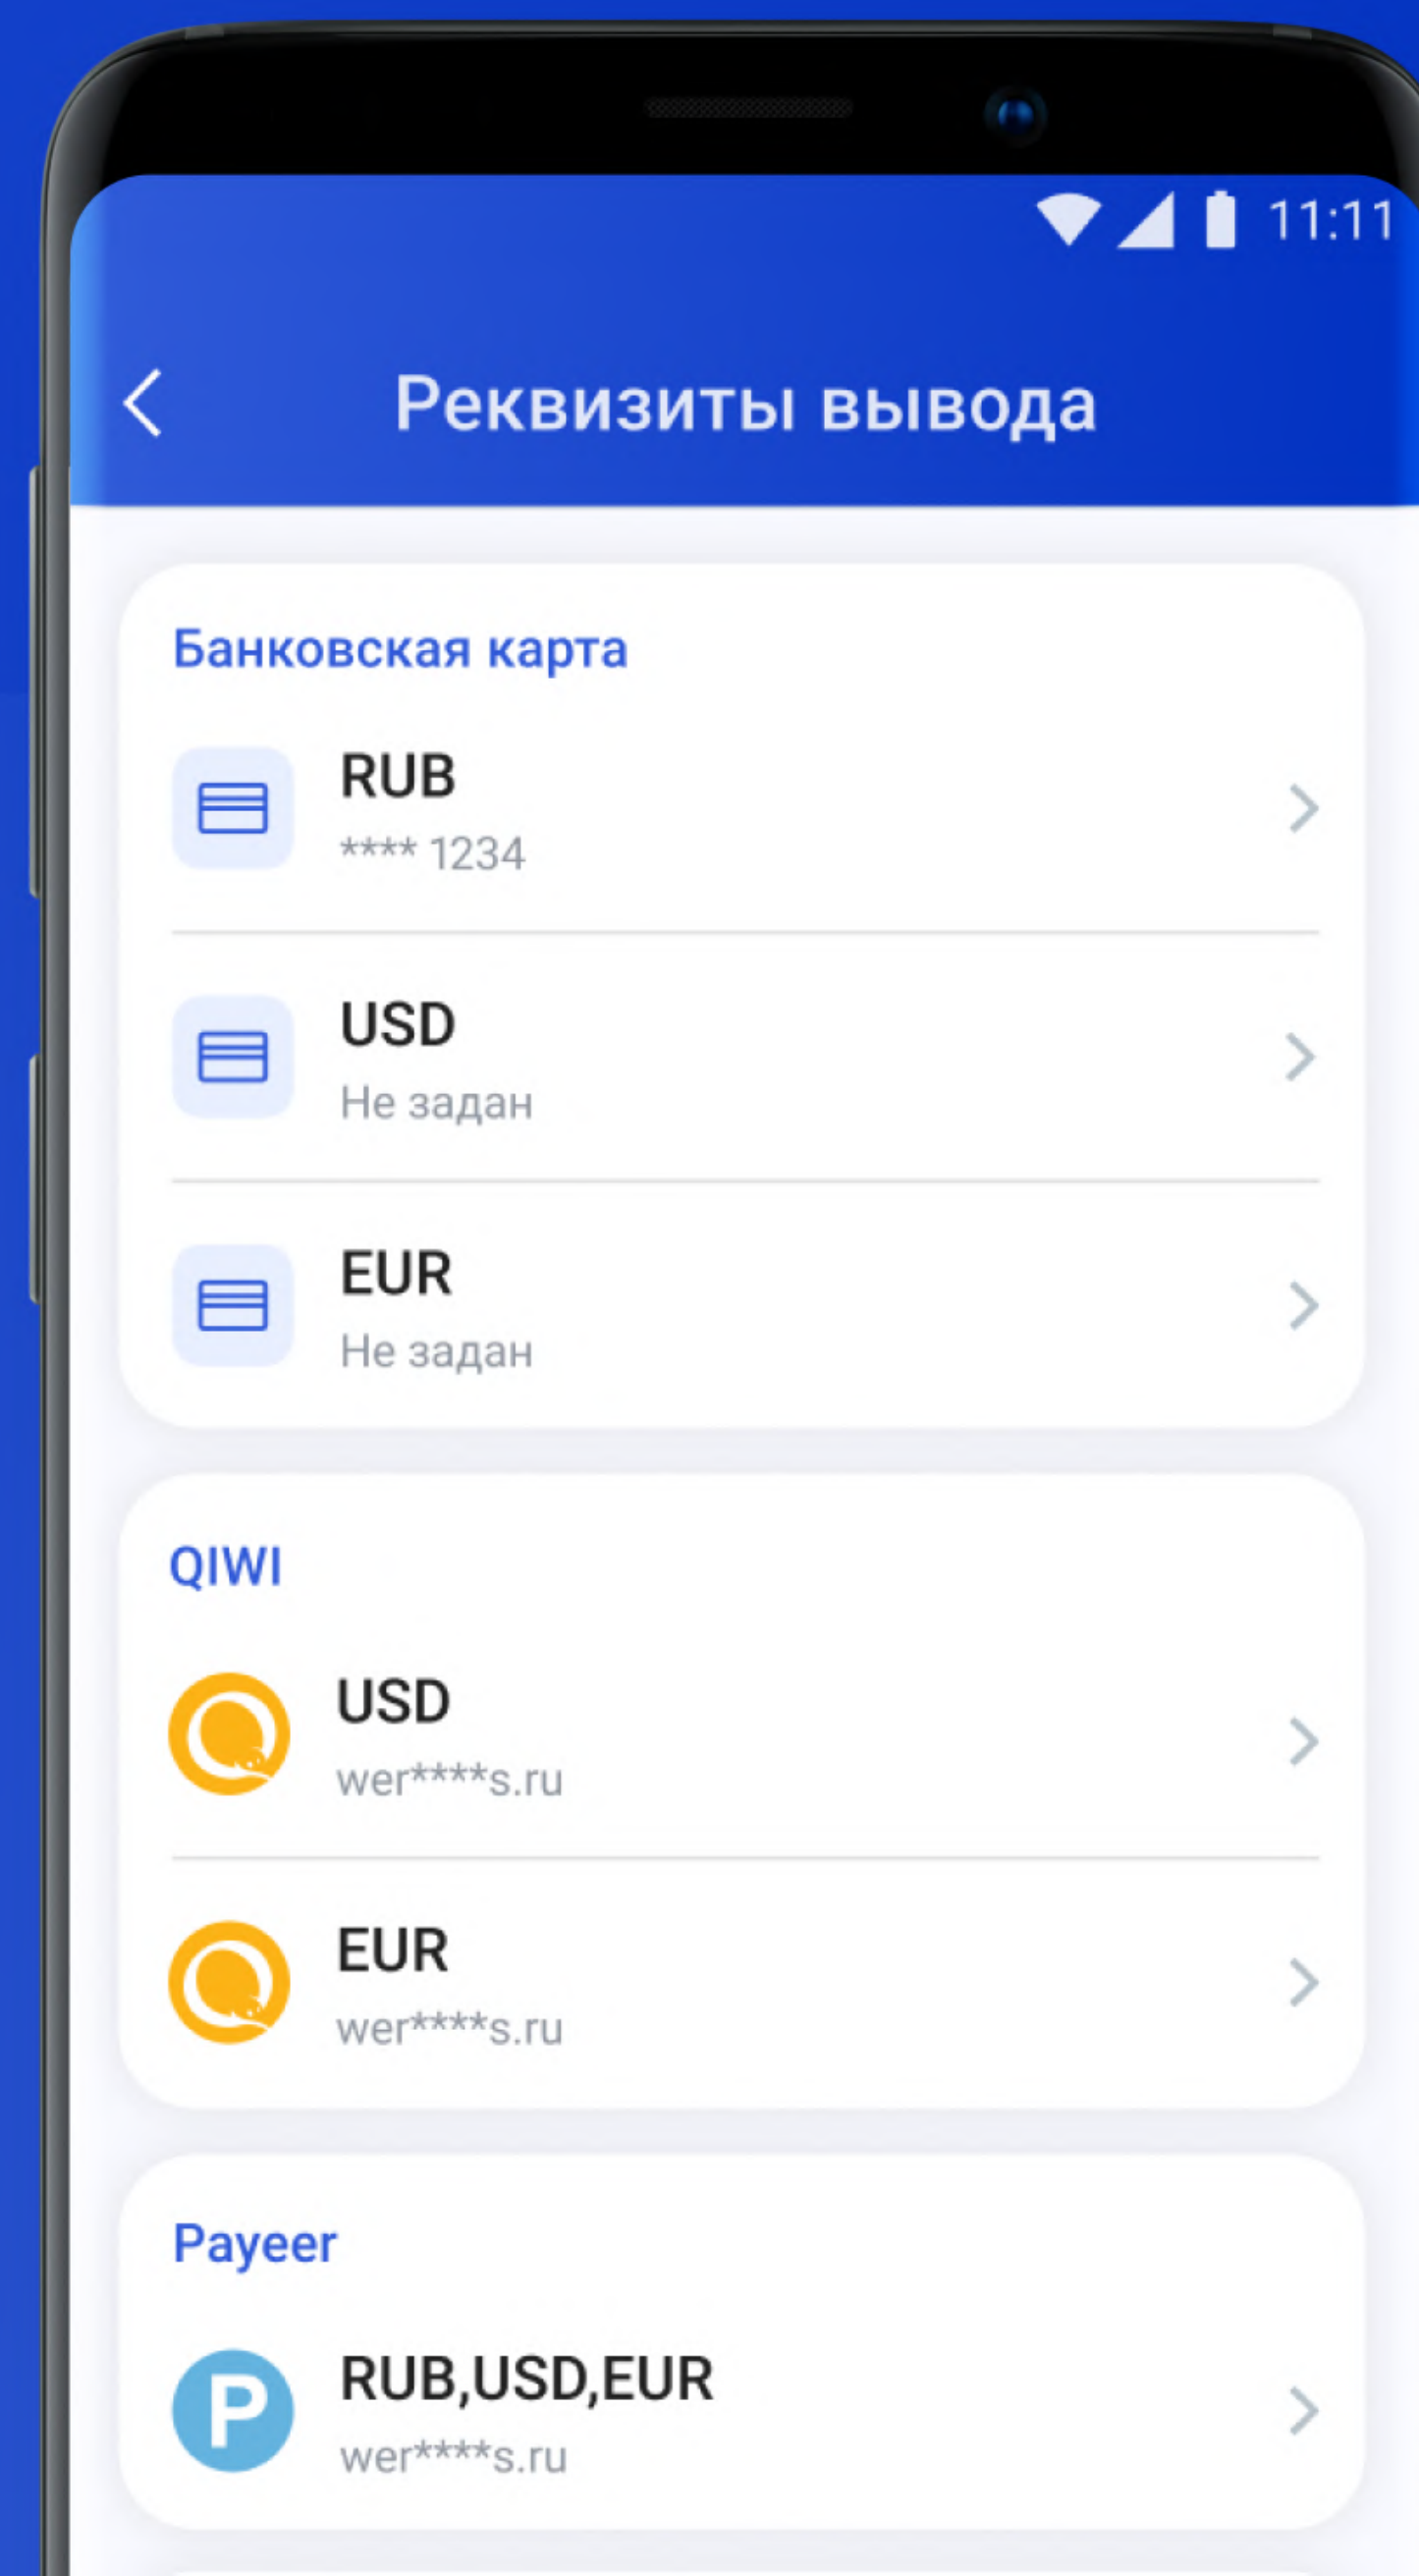 11:11
Реквизиты вывода
Банковская карта
RUB
**** 1234
USD
Не задан
EUR
Не задан
QIWI
USD
wer****s.ru
EUR
wer****s.ru
Payeer
P
RUB,USD,EUR
wer****s.ru